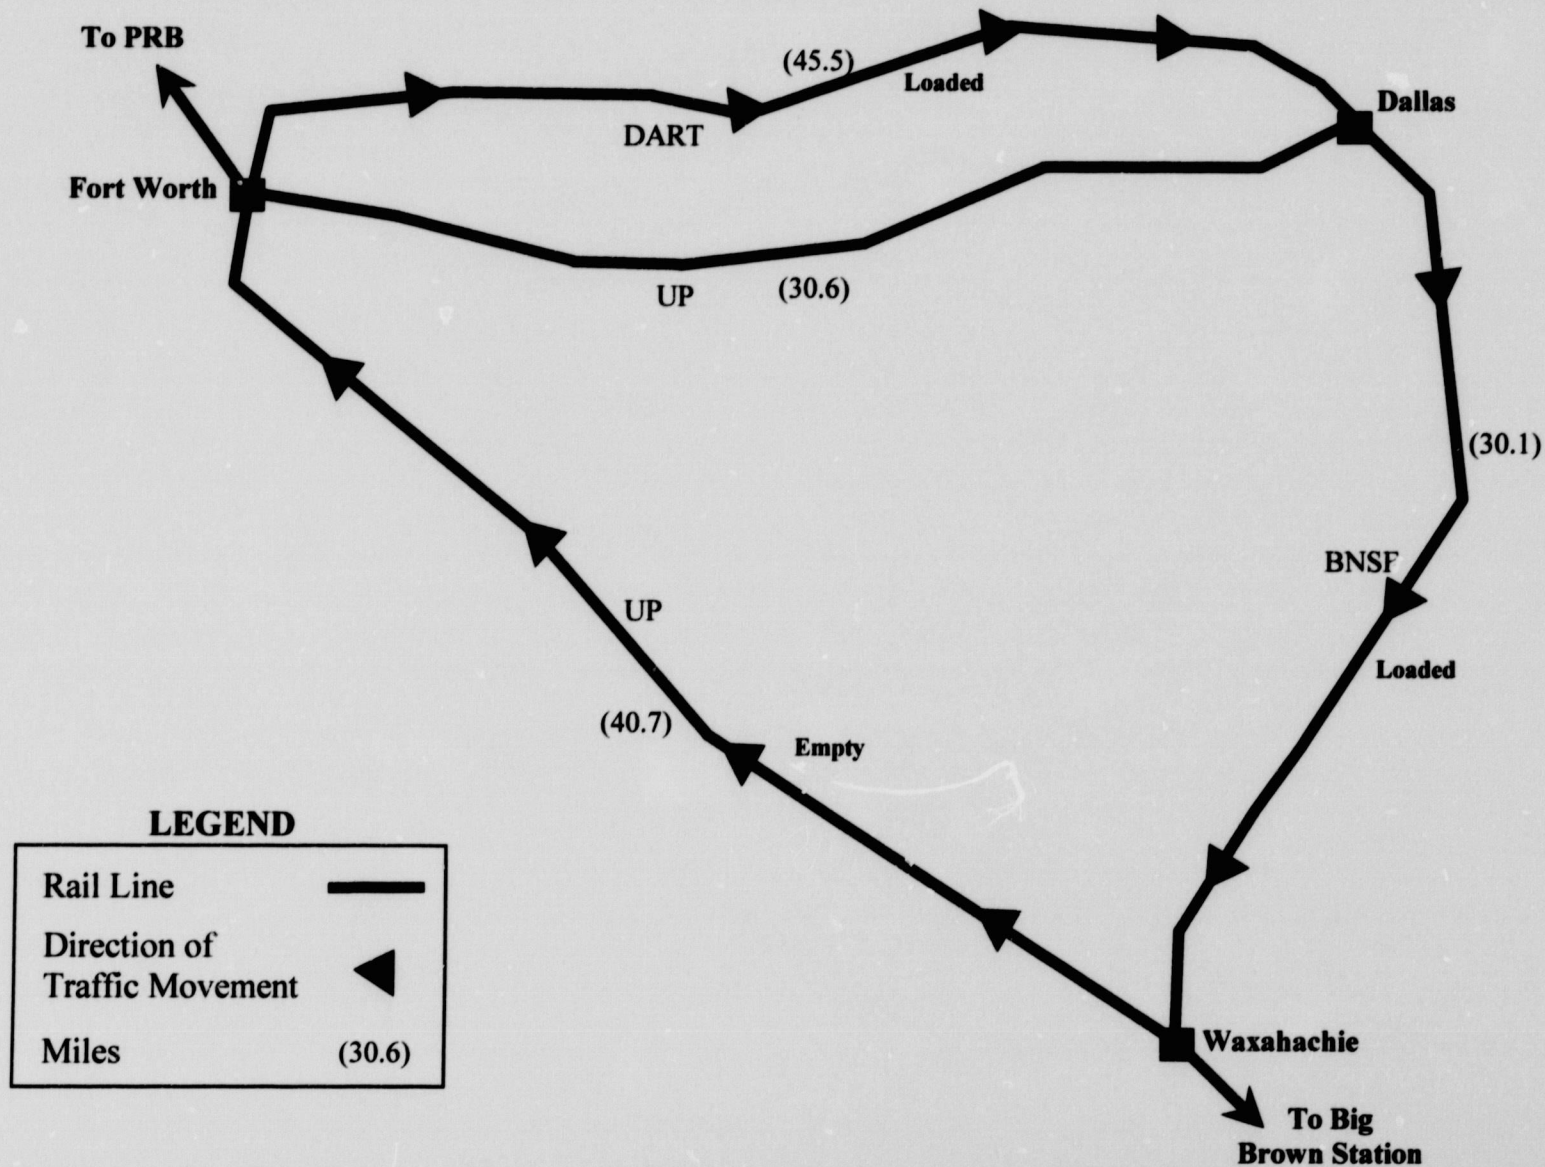 To PRB
(45.5)
Loaded
Dallas
DART
Fort Worth
UP
(30.6)
(30.1)
BNSF
UP
Loaded
(40.7)
Empty
LEGEND
Rail Line
Direction of
Traffic Movement
Miles
(30.6)
Waxahachie
To Big
Brown Station